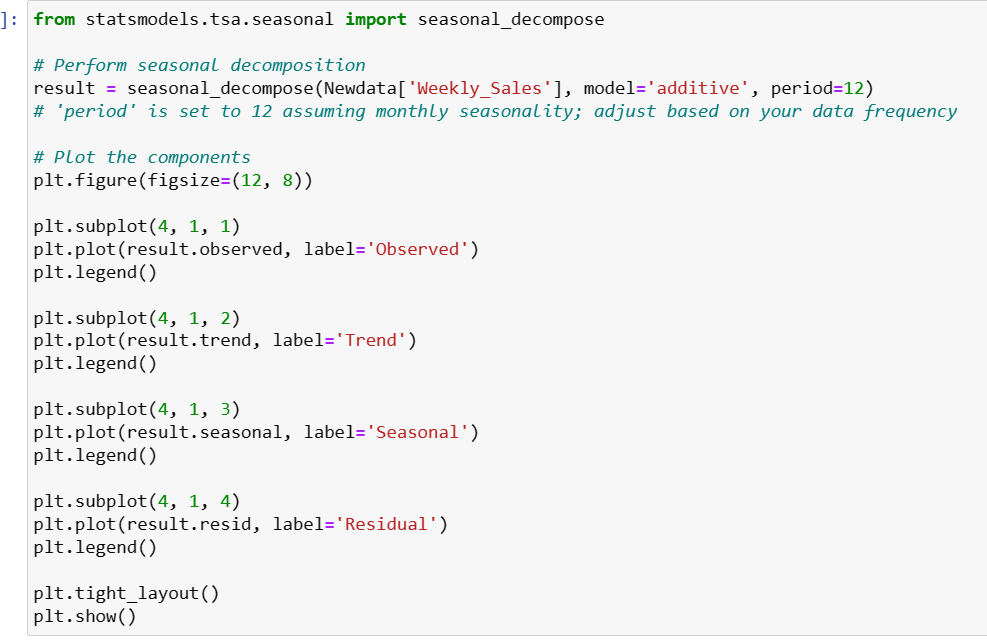 ]: from statsmodels.tsa.seasonal import seasonal_decompose
# Perform seasonal decomposition
result = seasonal_decompose(Newdata['Weekly_Sales'], model='additive', period=12)
# 'period' is set to 12 assuming monthly seasonality; adjust based on your data frequency
# Plot the components
plt.figure(figsize=(12, 8))
plt.subplot(4, 1, 1)
plt.plot(result.observed, label='Observed')
plt.legend()
plt.subplot(4, 1, 2)
plt.plot(result.trend, label='Trend')
plt.legend()
plt.subplot(4, 1, 3)
plt.plot(result.seasonal, label='Seasonal')
plt.legend()
plt.subplot(4, 1, 4)
plt.plot(result.resid, label='Residual')
plt.legend()
plt.tight_layout()
plt.show()